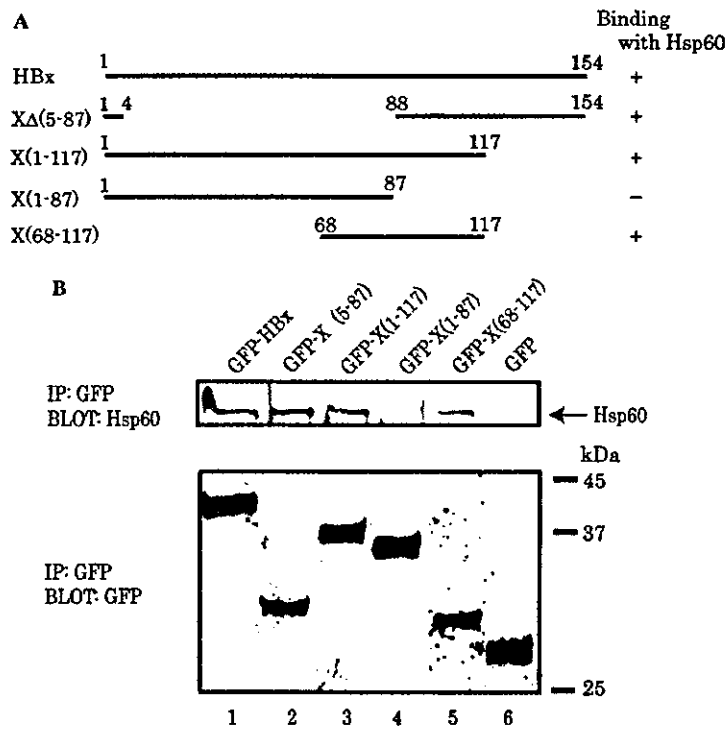 A
Binding
with Hsp60
HBx 1 154 +
XΔ(5-87) 1 4 88 154 +
X(1-117) 1 117 +
X(1-87) 1 87 −
X(68-117) 68 117 +
B
GFP-HBx GFP-X (5-87) GFP-X(1-117) GFP-X(1-87) GFP-X(68-117) GFP
IP: GFP
BLOT: Hsp60
Hsp60
kDa
45
37
IP: GFP
BLOT: GFP
25
1 2 3 4 5 6